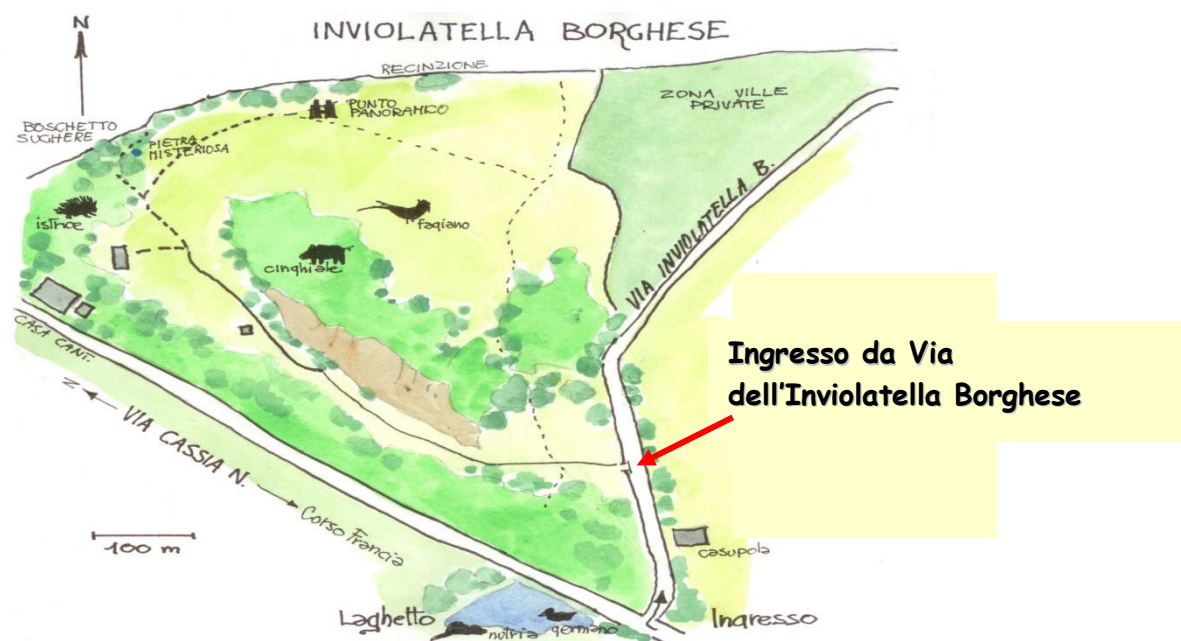 INVIOLATELLA BORGHESE
N
RECINZIONE
ZONA VILLE
PRIVATE
PUNTO
PANORAMICO
BOSCHETTO
SUGHERE
PIETRA
MISTERIOSA
istrice
fagiano
cinghiale
VIA INVIOLATELLA B.
Ingresso da Via
dell'Inviolatella Borghese
CASA CANT.
N
VIA CASSIA N.
Corso Francia
100 m
casupola
Laghetto
Ingresso
nutria
germano